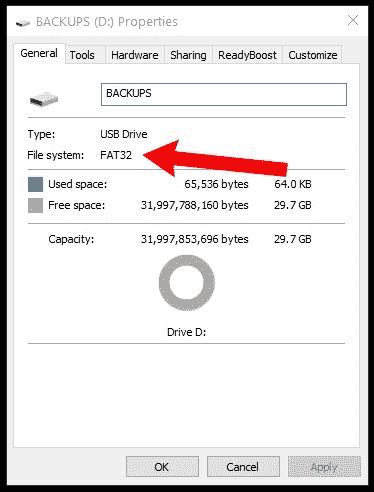 BACKUPS (D:) Properties
General Tools Hardware Sharing ReadyBoost Customize
BACKUPS
Type: USB Drive
File system: FAT32
Used space: 65,536 bytes 64.0 KB
Free space: 31,997,788,160 bytes 29.7 GB
Capacity: 31,997,853,696 bytes 29.7 GB
Drive D:
OK Cancel Apply